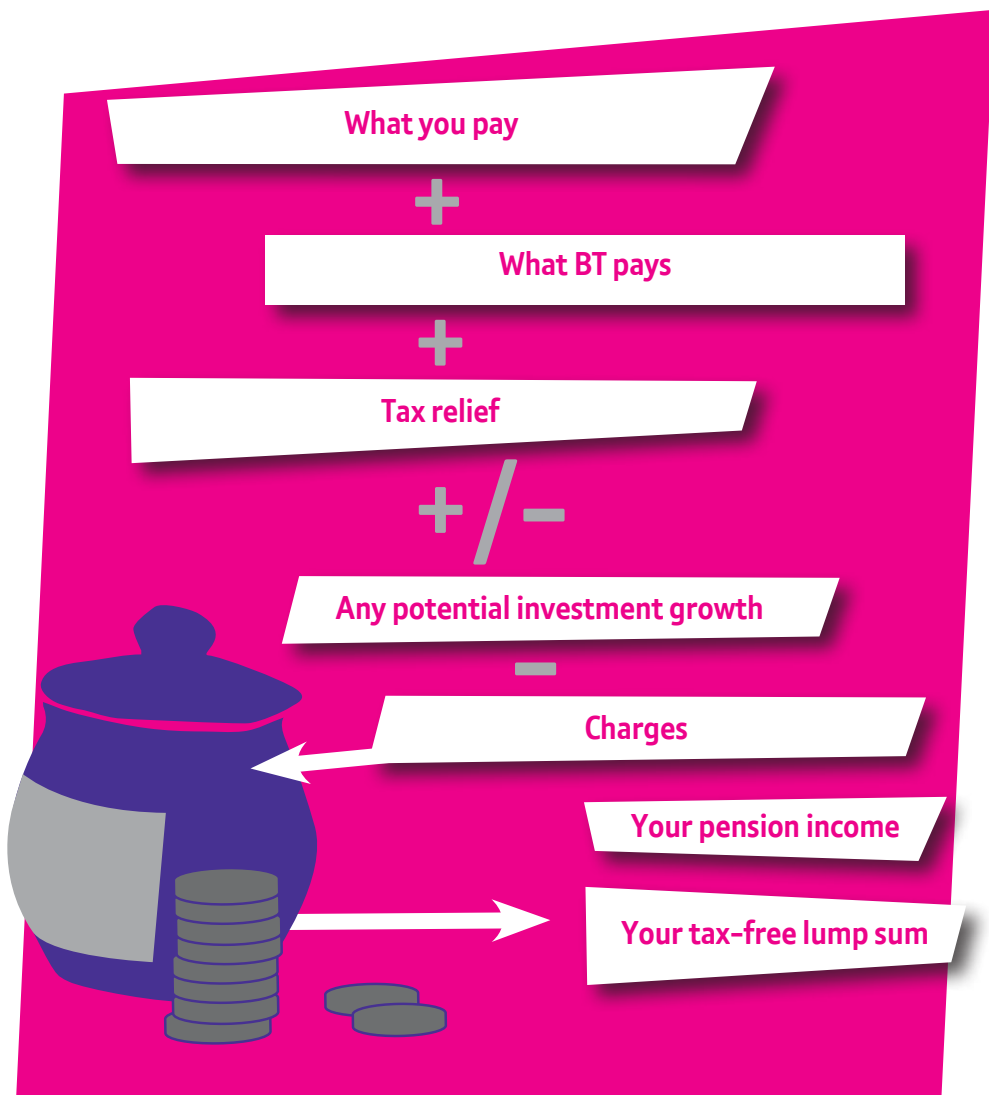 What you pay
+
What BT pays
+
Tax relief
+/-
Any potential investment growth
-
Charges
Your pension income
Your tax-free lump sum